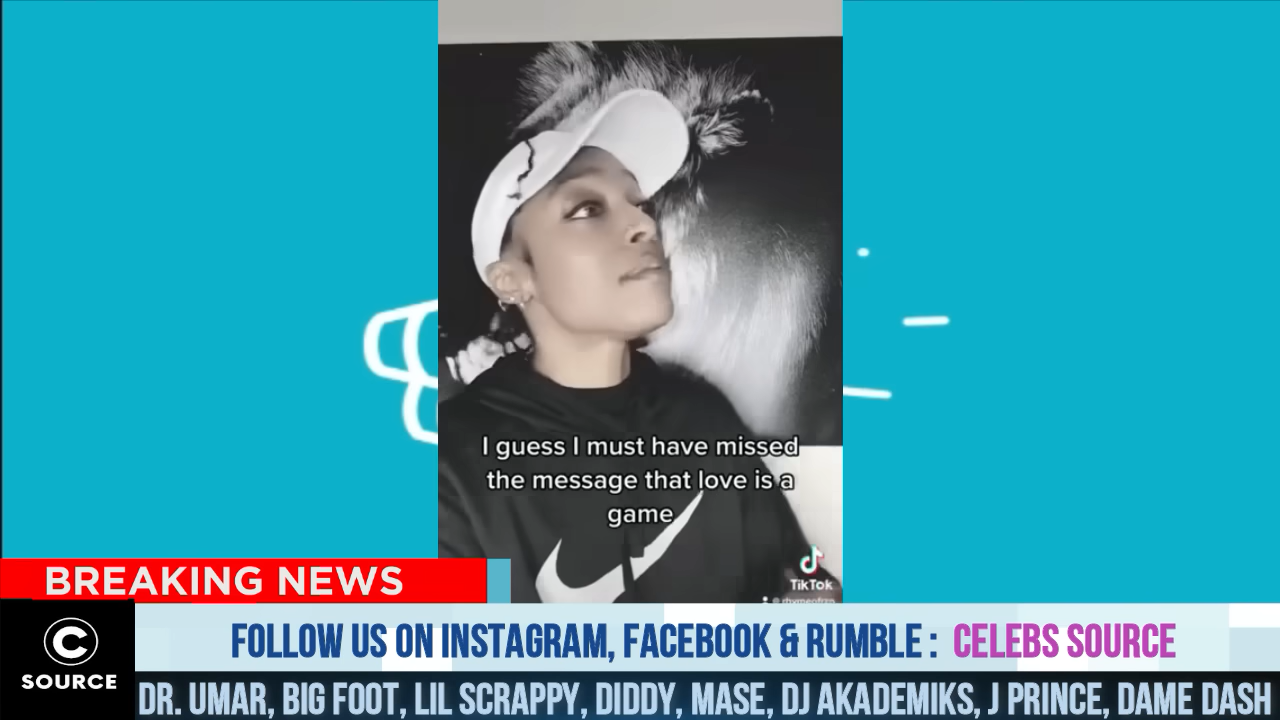 I guess I must have missed
the message that love is a
game
TikTok
BREAKING NEWS
C
SOURCE
FOLLOW US ON INSTAGRAM, FACEBOOK & RUMBLE : CELEBS SOURCE
DR. UMAR, BIG FOOT, LIL SCRAPPY, DIDDY, MASE, DJ AKADEMIKS, J PRINCE, DAME DASH